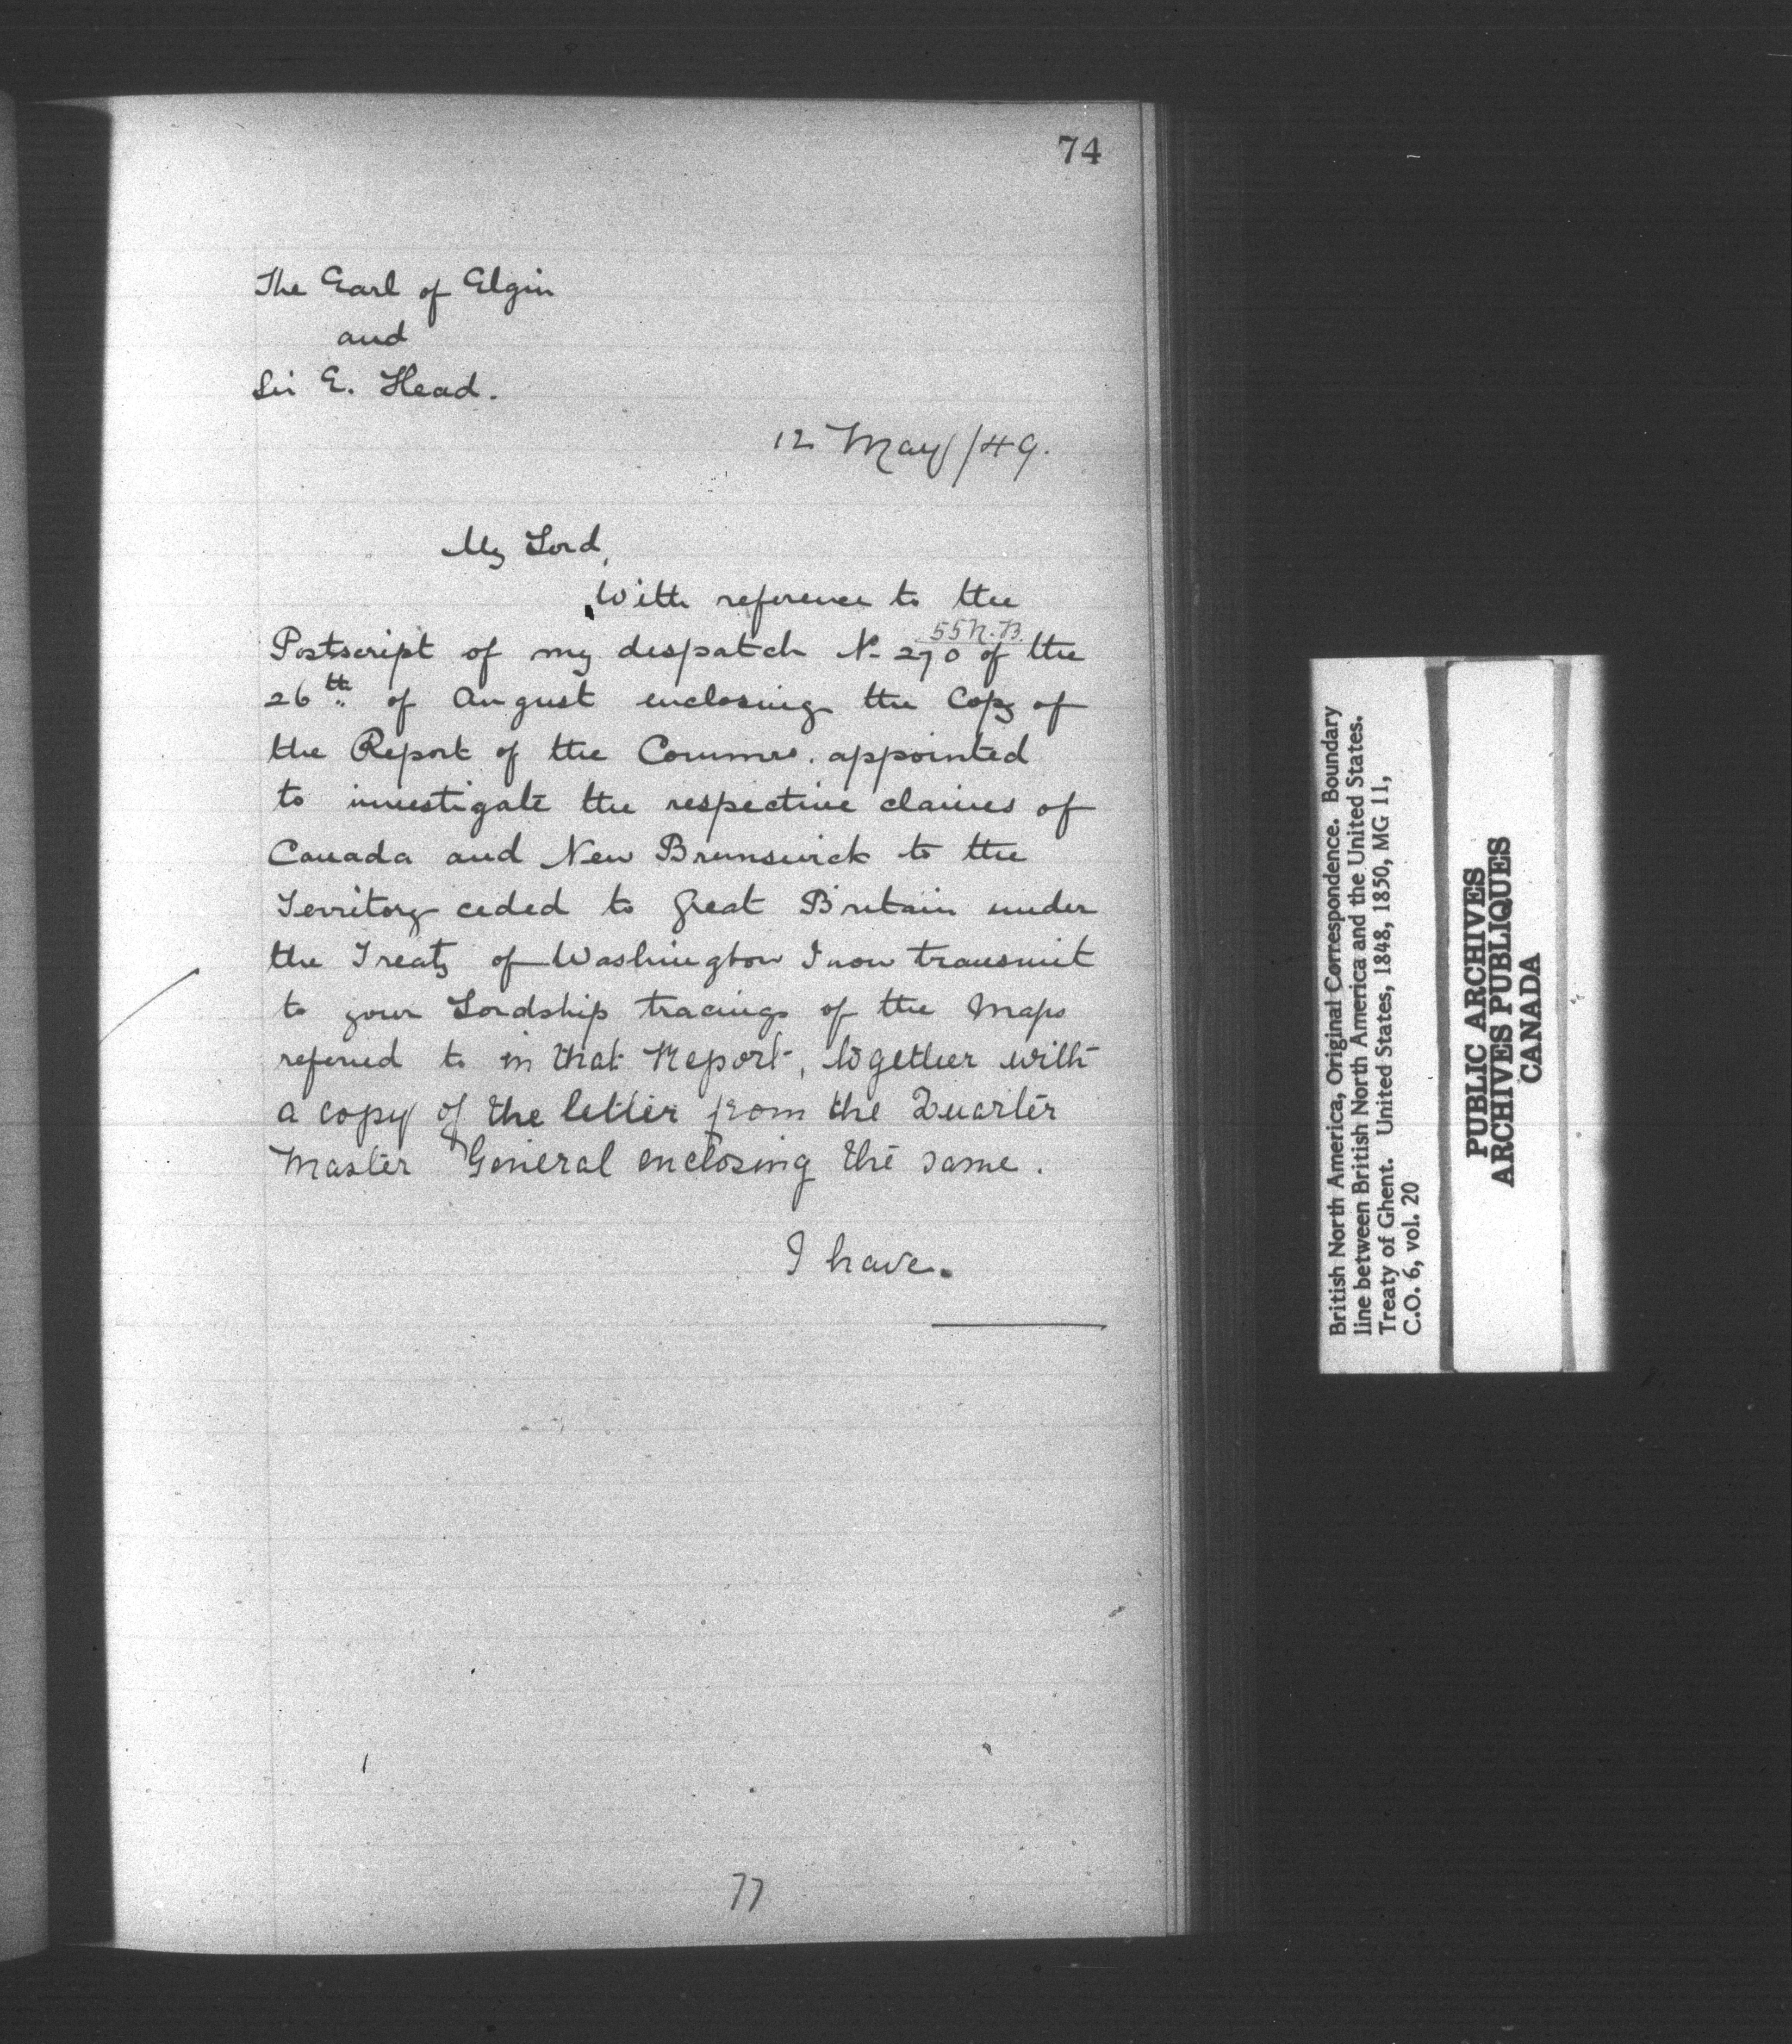 74
The Earl of Elgin
and
Sir E. Head.
12 May/49.
My Lord,
With reference to the
55 N.B.
Postscript of my despatch No 270 of the
26th of August enclosing the Copy of
the Report of the Commrs. appointed
to investigate the respective claims of
Canada and New Brunswick to the
Territory ceded to Great Britain under
the Treaty of Washington I now transmit
to your Lordship tracings of the Maps
referred to in that Report, together with
a copy of the letter from the Quarter
Master General enclosing the same.
I have.
77
British North America, Original Correspondence. Boundary
line between British North America and the United States.
Treaty of Ghent. United States, 1848, 1850, MG 11,
C.O. 6, vol. 20
PUBLIC ARCHIVES
ARCHIVES PUBLIQUES
CANADA